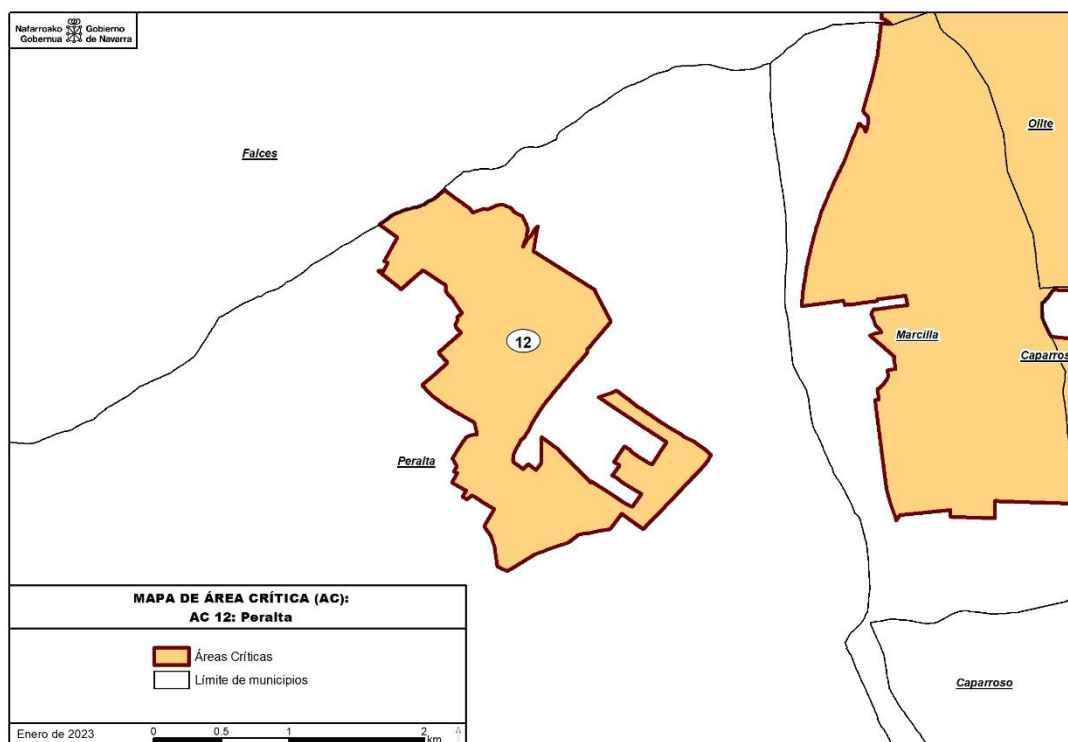 Nafarroako Gobierno
Gobernua de Navarra
Olite
Falces
Marcilla
12
Peralta
MAPA DE ÁREA CRÍTICA (AC):
AC 12: Peralta
Áreas Críticas
Límite de municipios
Caparroso
Enero de 2023
0 0.5 1 2
km